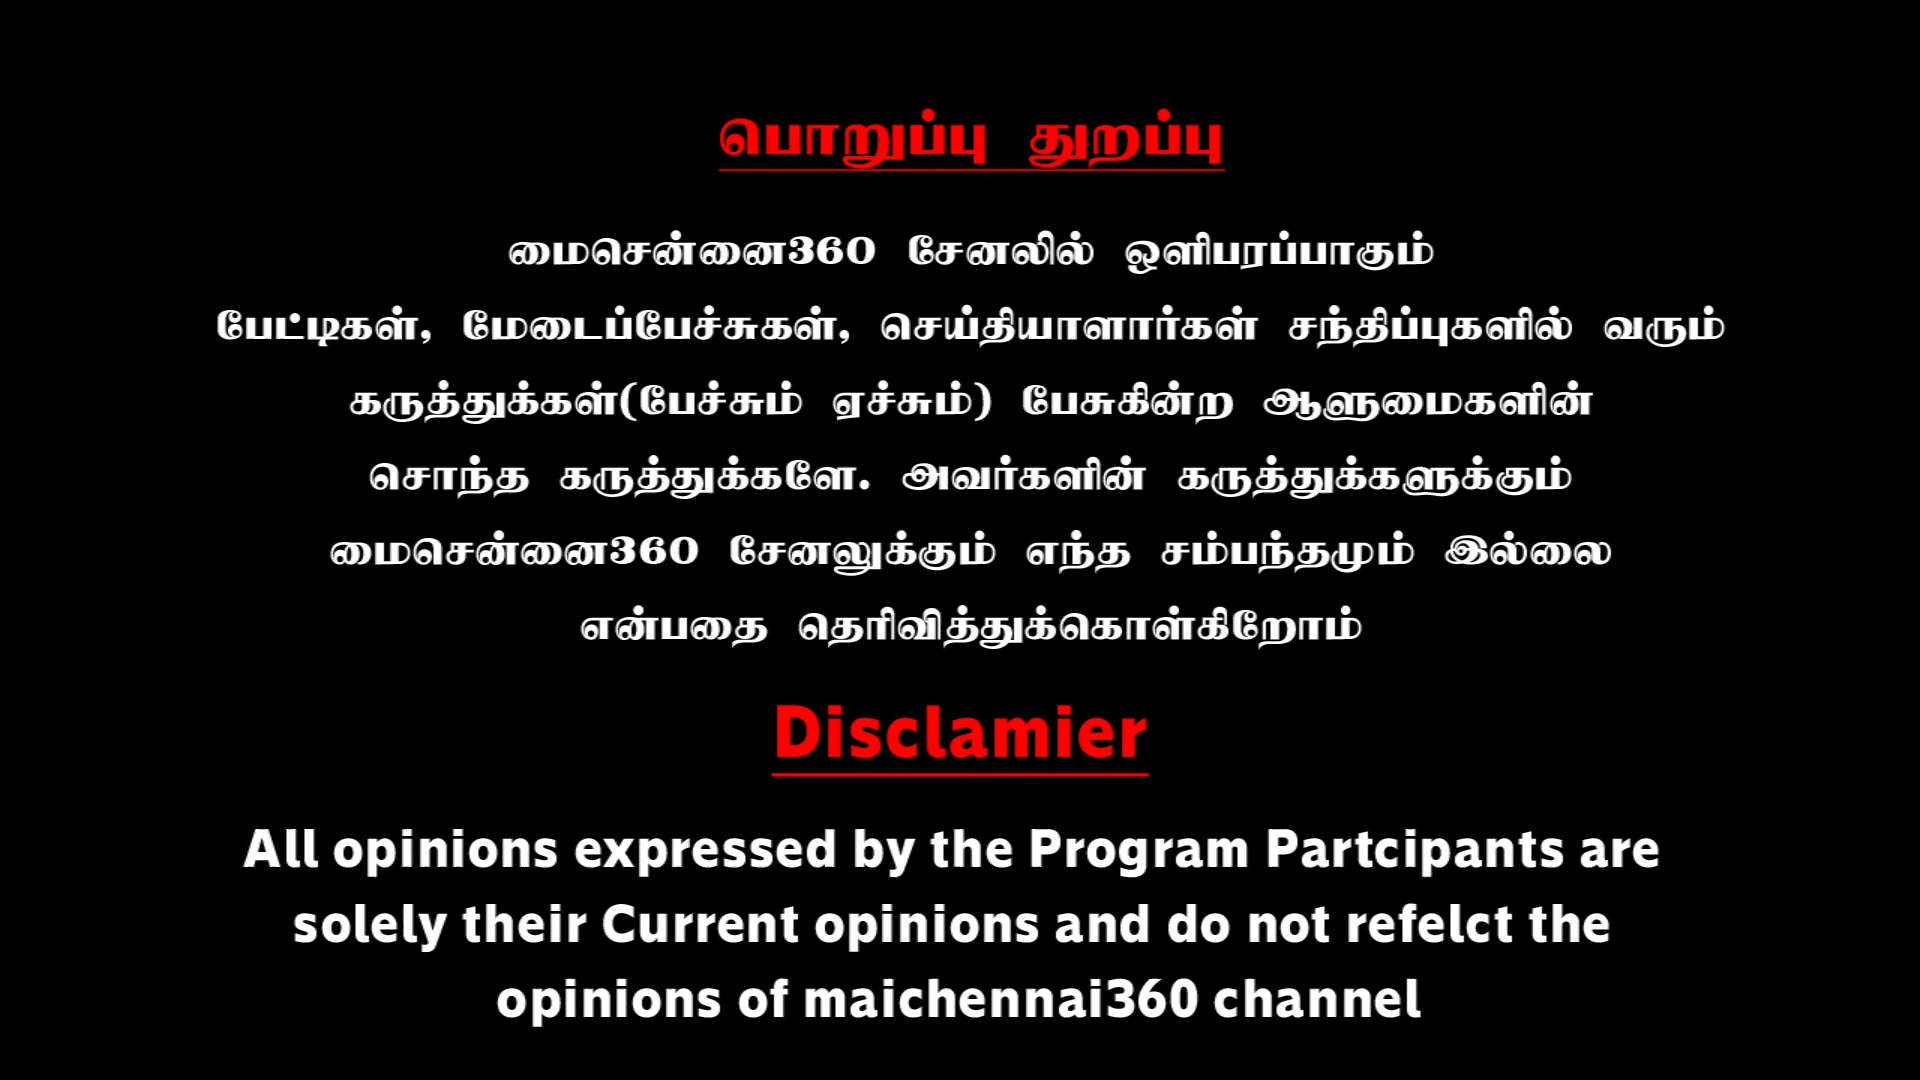 பொறுப்பு துறப்பு
மைசென்னை360 சேனலில் ஒளிபரப்பாகும்
பேட்டிகள், மேடைப்பேச்சுகள், செய்தியாளார்கள் சந்திப்புகளில் வரும்
கருத்துக்கள்(பேச்சும் ஏச்சும்) பேசுகின்ற ஆளுமைகளின்
சொந்த கருத்துக்களே. அவர்களின் கருத்துக்களுக்கும்
மைசென்னை360 சேனலுக்கும் எந்த சம்பந்தமும் இல்லை
என்பதை தெரிவித்துக்கொள்கிறோம்
Disclamier
All opinions expressed by the Program Partcipants are
solely their Current opinions and do not refelct the
opinions of maichennai360 channel